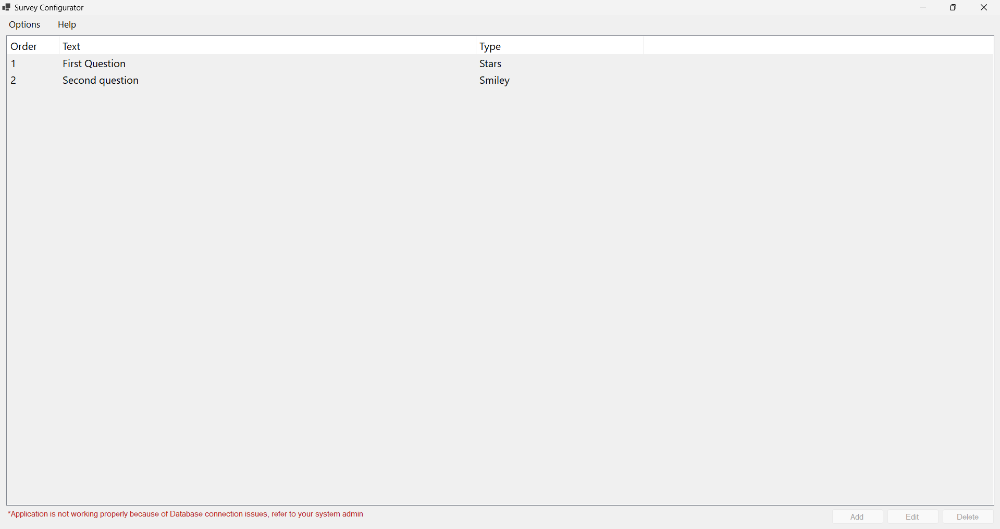 Survey Configurator
Options Help
Order Text Type
1 First Question Stars
2 Second question Smiley
*Application is not working properly because of Database connection issues, refer to your system admin
Add Edit Delete